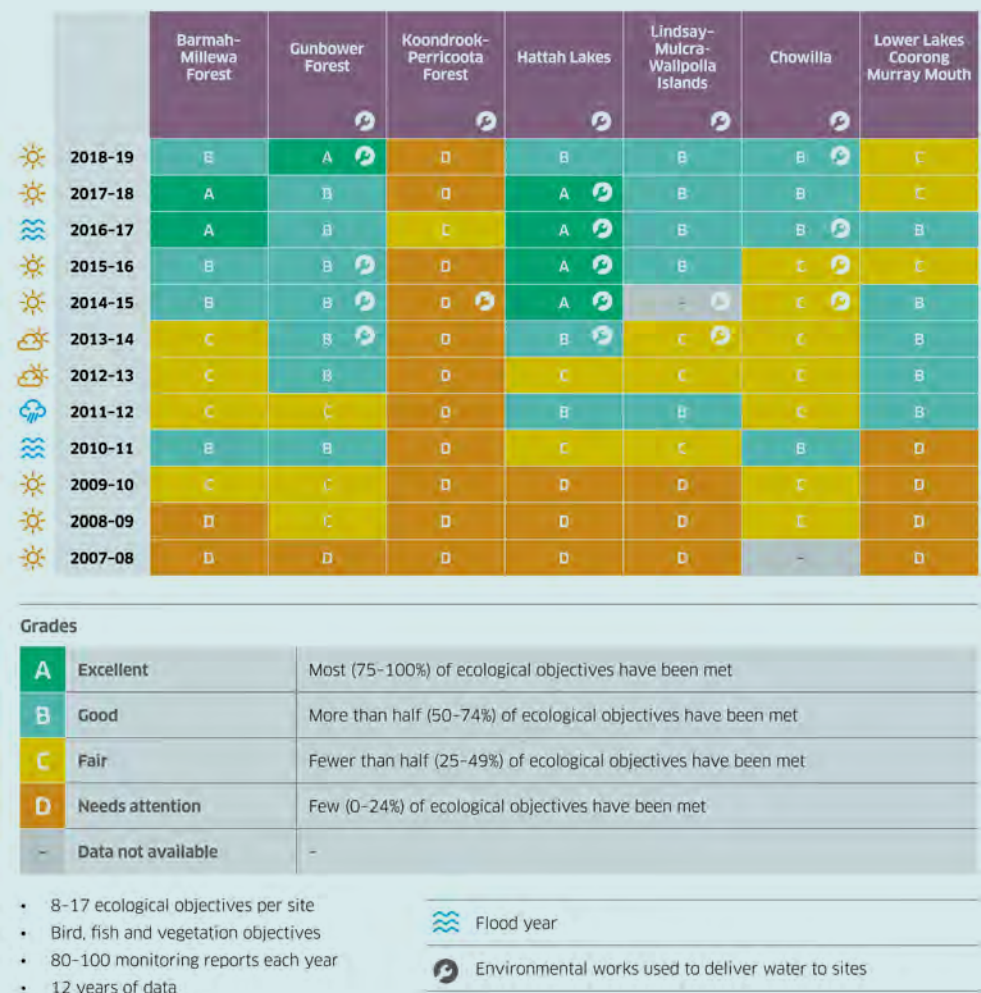 Barmah-
Millewa
Forest
Gunbower
Forest
Koondrook-
Perricoota
Forest
Hattah Lakes
Lindsay-
Mulcra-
Wallpolla
Islands
Chowilla
Lower Lakes
Coorong
Murray Mouth
2018-19 B A D B B B C
2017-18 A B D A B B C
2016-17 A B C A B B B
2015-16 B B D A B C C
2014-15 B B D A - C B
2013-14 C B D B C C B
2012-13 C B D C C C B
2011-12 C C D B B C B
2010-11 B B D C C B D
2009-10 C C D D D C D
2008-09 D C D D D C D
2007-08 D D D D D - D
Grades
A Excellent Most (75-100%) of ecological objectives have been met
B Good More than half (50-74%) of ecological objectives have been met
C Fair Fewer than half (25-49%) of ecological objectives have been met
D Needs attention Few (0-24%) of ecological objectives have been met
- Data not available -
• 8-17 ecological objectives per site
• Bird, fish and vegetation objectives
• 80-100 monitoring reports each year
• 12 years of data
Flood year
Environmental works used to deliver water to sites